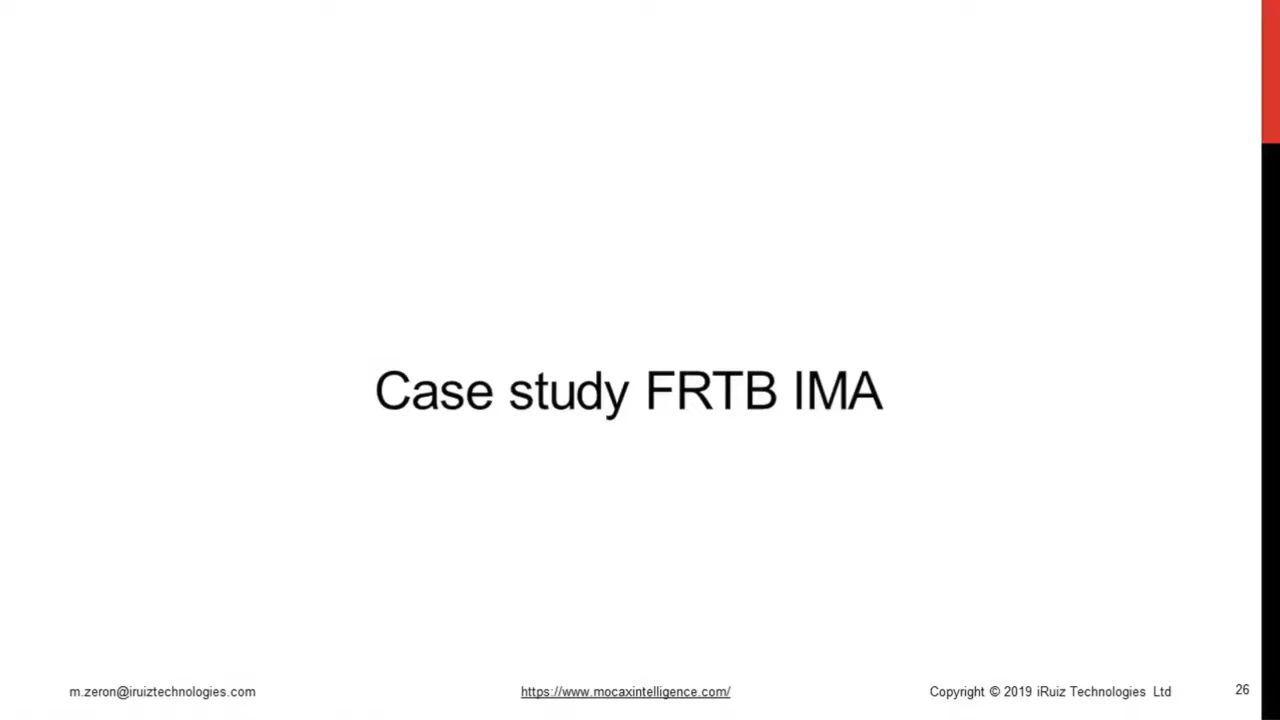 Case study FRTB IMA
m.zeron@iruiztechnologies.com
https://www.mocaxintelligence.com/
Copyright © 2019 iRuiz Technologies Ltd
26